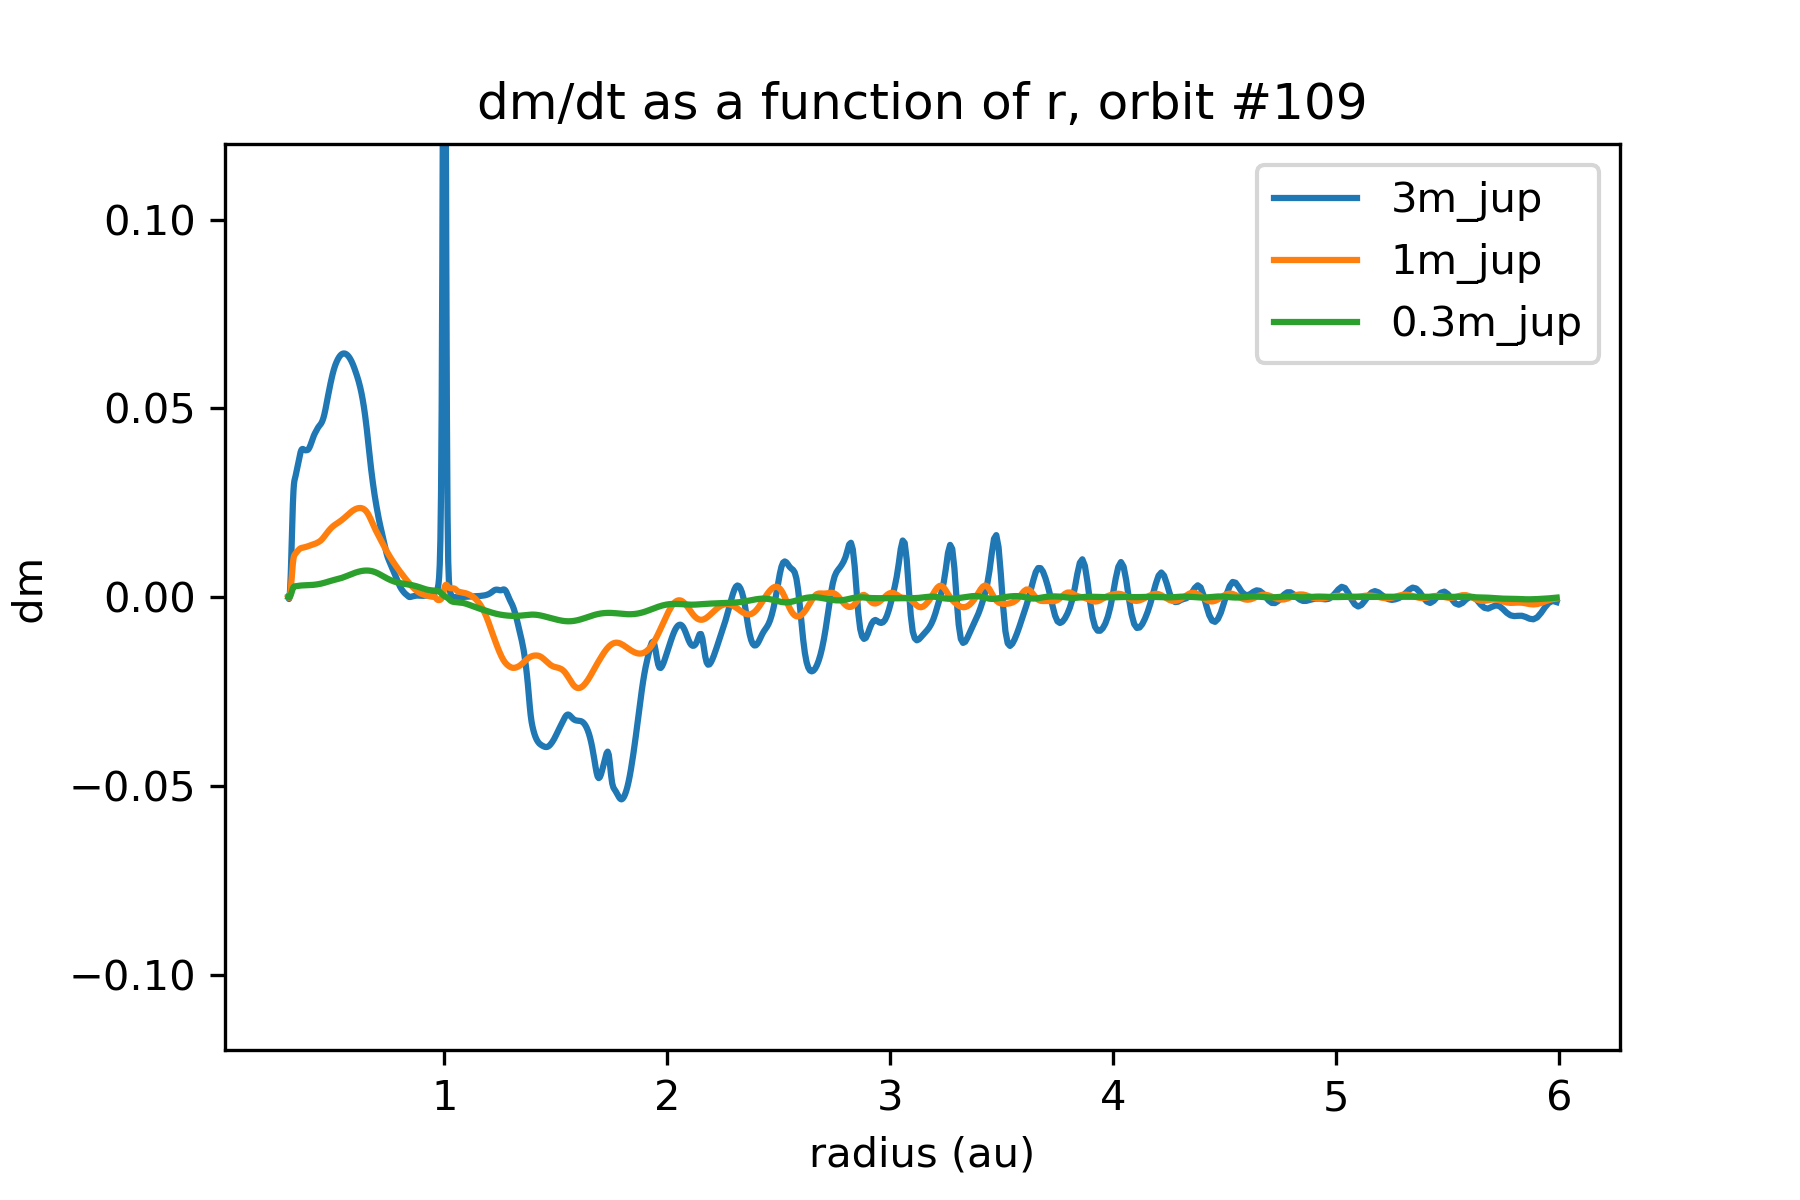 dm/dt as a function of r, orbit #109
3m_jup
1m_jup
0.3m_jup
0.10
0.05
0.00
−0.05
−0.10
dm
1 2 3 4 5 6
radius (au)